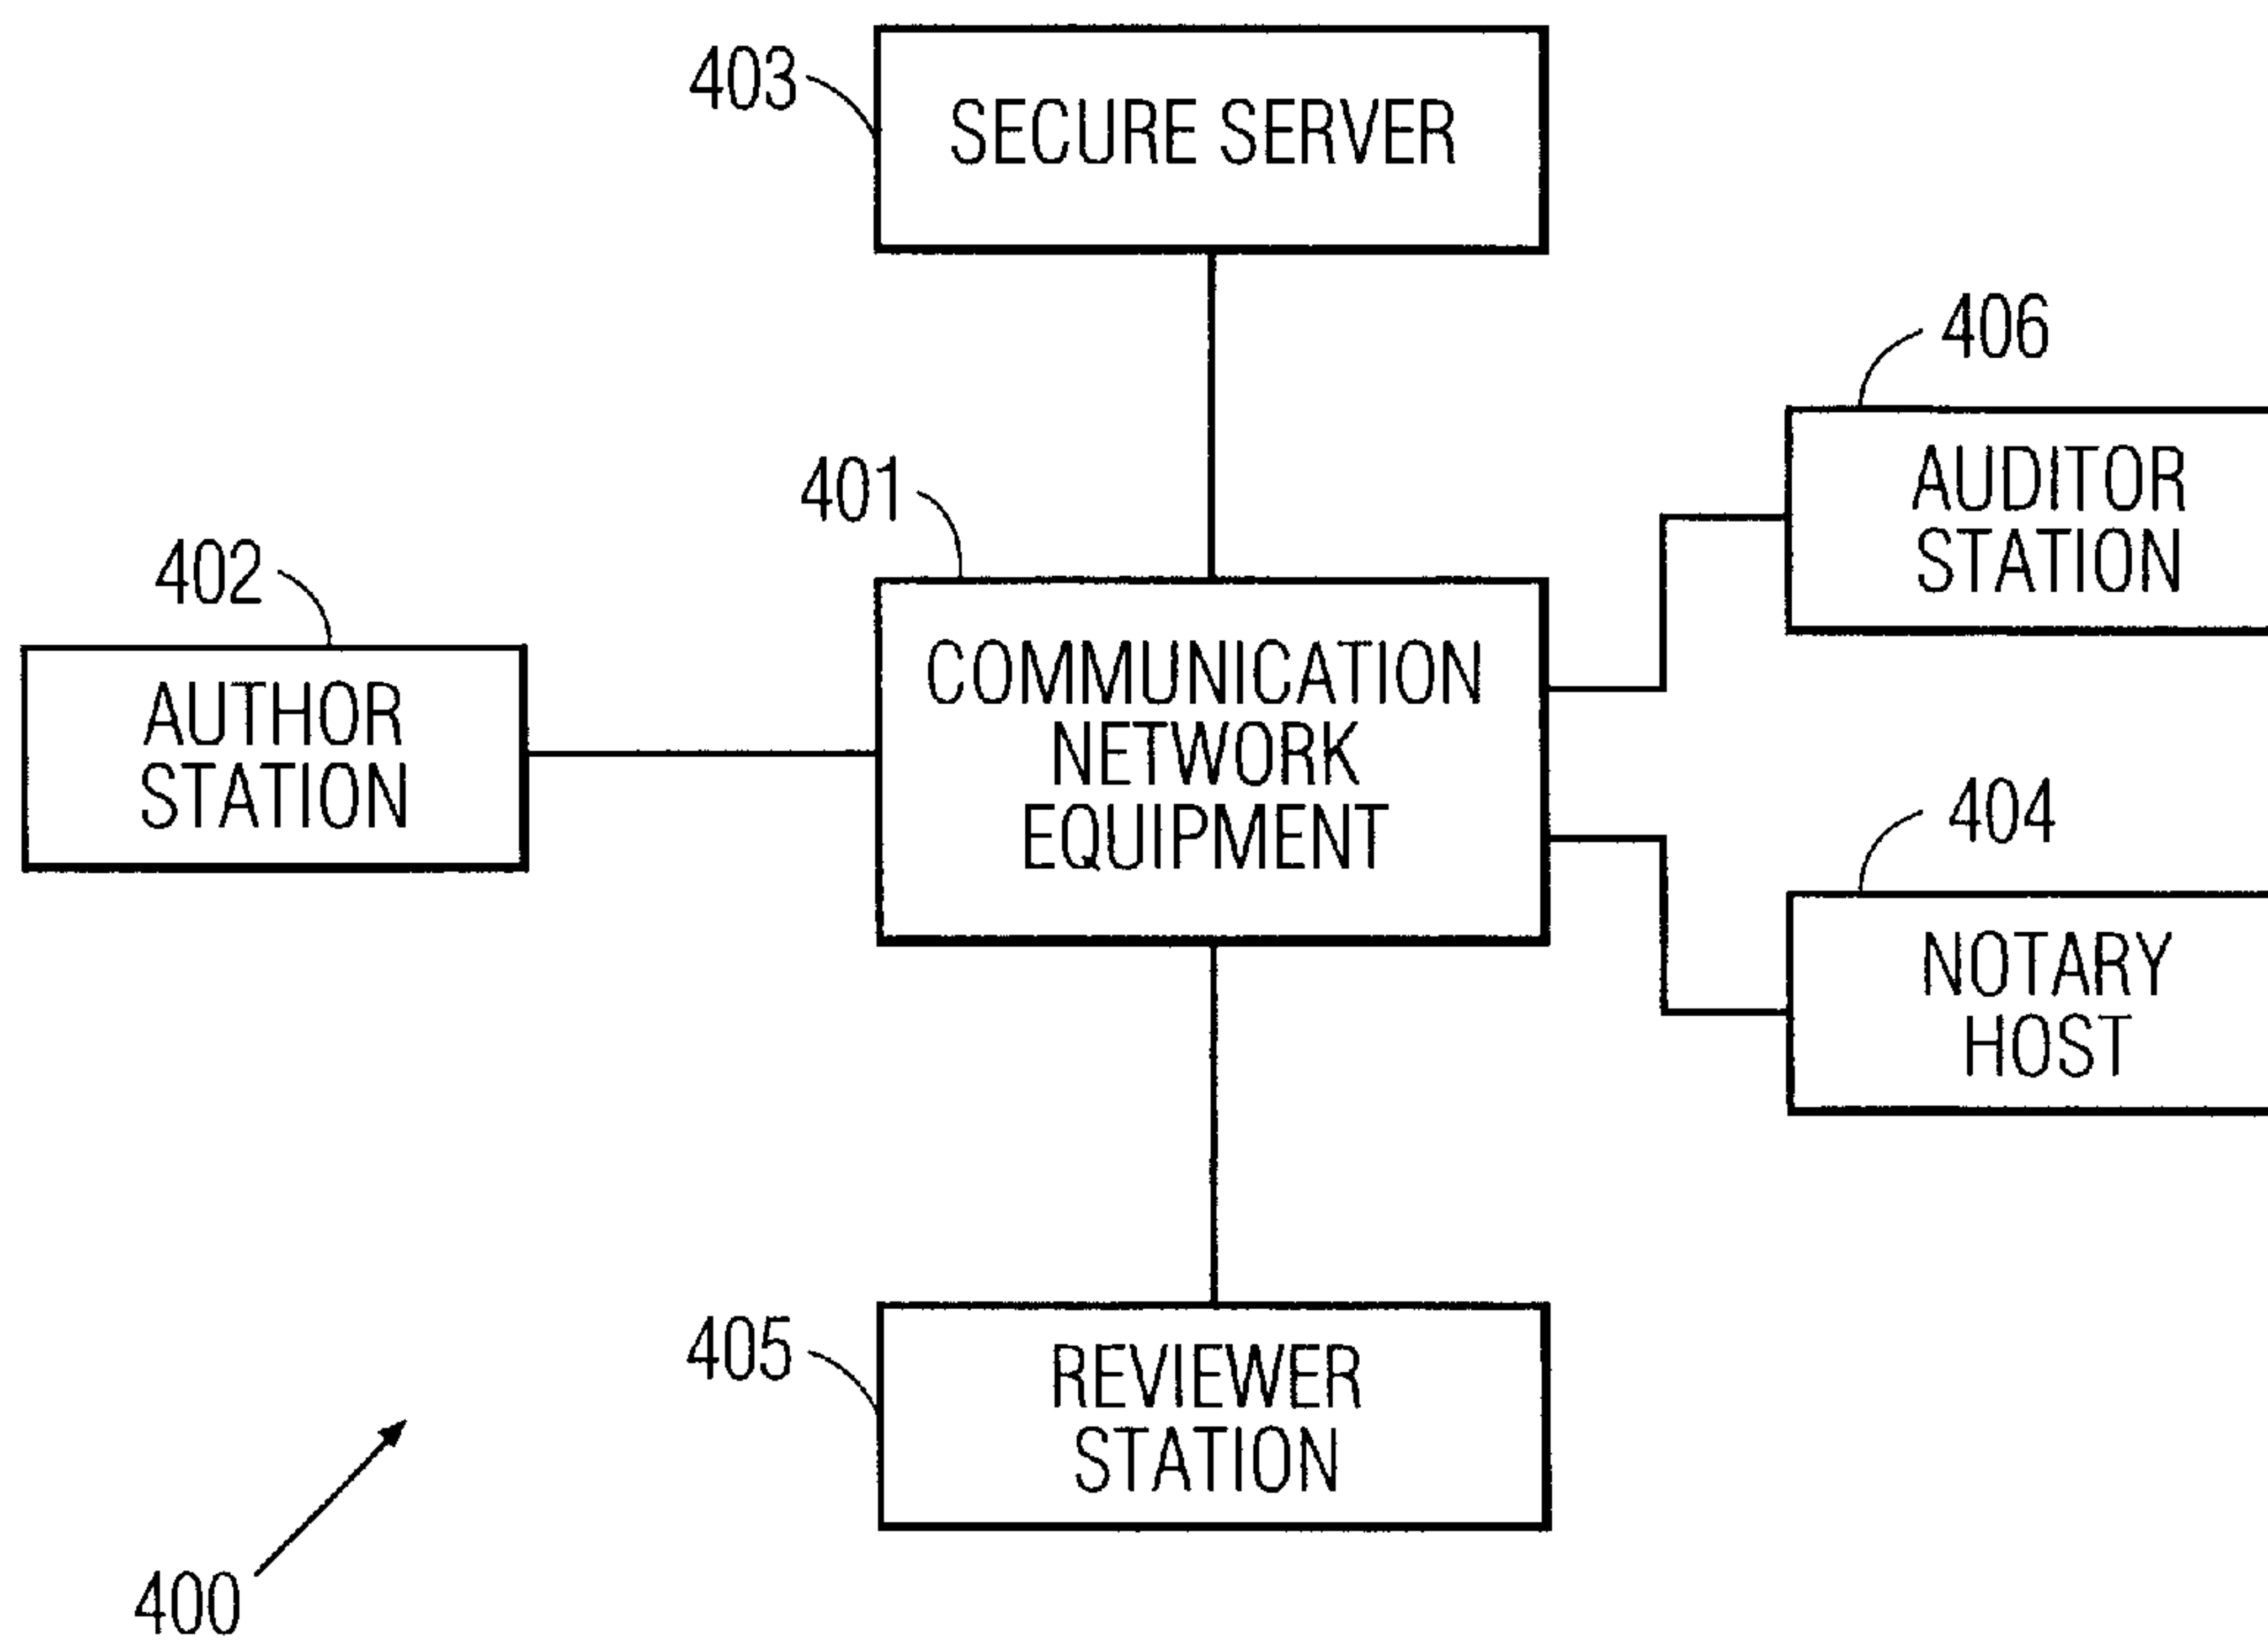 403
SECURE SERVER
406
AUDITOR
STATION
401
COMMUNICATION
NETWORK
EQUIPMENT
402
AUTHOR
STATION
404
NOTARY
HOST
405
REVIEWER
STATION
400